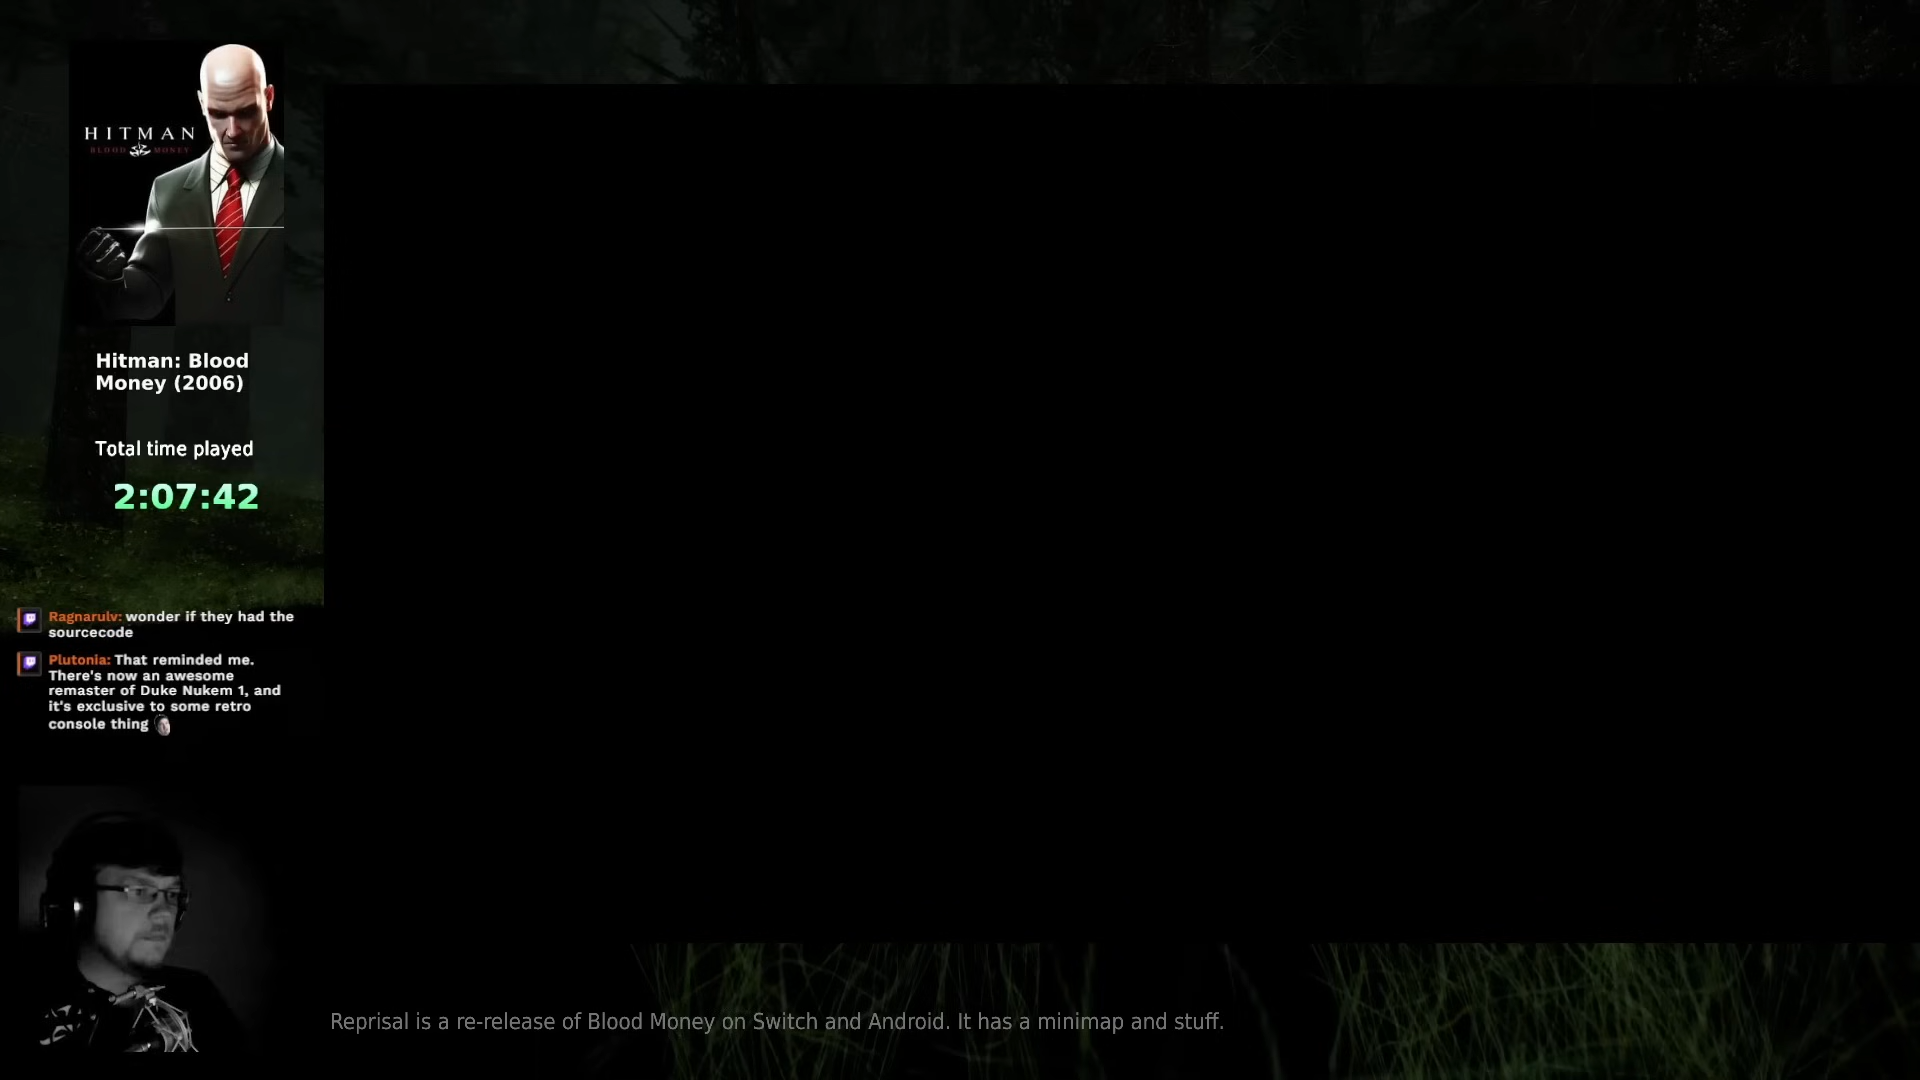 HITMAN
BLOOD MONEY
Hitman: Blood
Money (2006)
Total time played
2:07:42
Ragnarulv: wonder if they had the
sourcecode
Plutonia: That reminded me.
There's now an awesome
remaster of Duke Nukem 1, and
it's exclusive to some retro
console thing
Reprisal is a re-release of Blood Money on Switch and Android. It has a minimap and stuff.